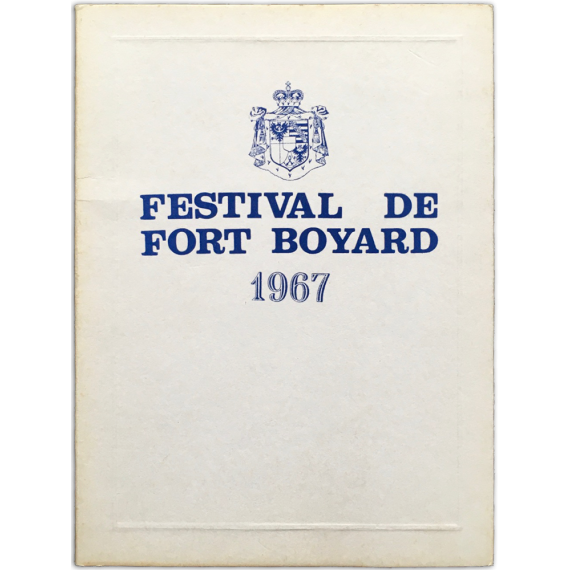 FESTIVAL DE
FORT BOYARD
1967